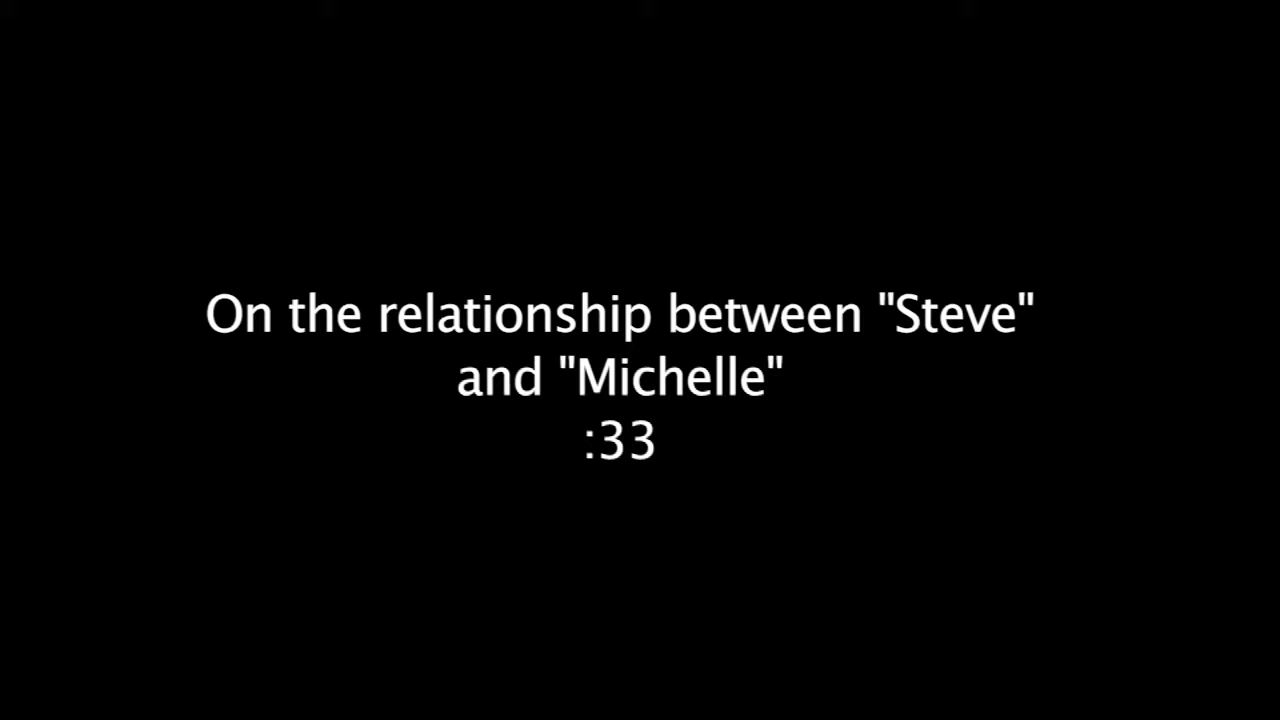 On the relationship between "Steve"
and "Michelle"
:33